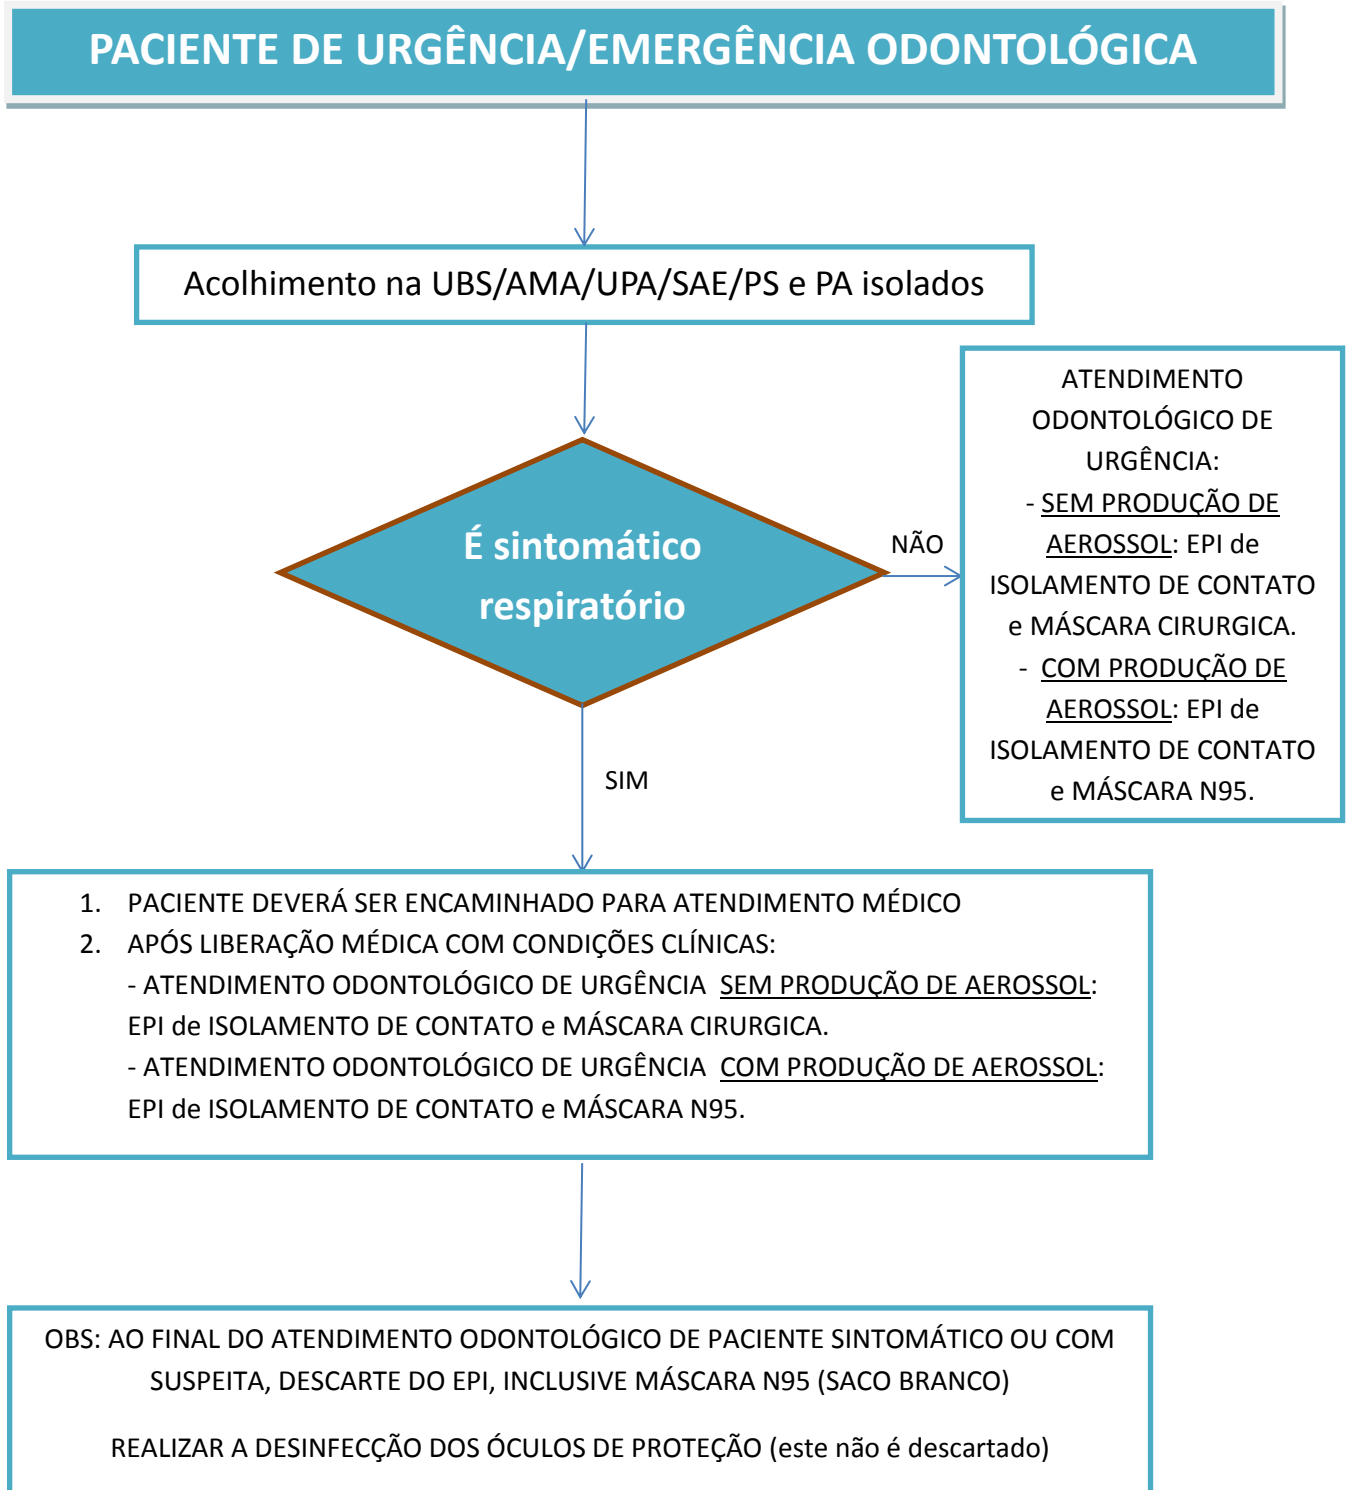 PACIENTE DE URGÊNCIA/EMERGÊNCIA ODONTOLÓGICA
Acolhimento na UBS/AMA/UPA/SAE/PS e PA isolados
É sintomático
respiratório
NÃO
ATENDIMENTO
ODONTOLÓGICO DE
URGÊNCIA:
- SEM PRODUÇÃO DE
AEROSSOL: EPI de
ISOLAMENTO DE CONTATO
e MÁSCARA CIRURGICA.
- COM PRODUÇÃO DE
AEROSSOL: EPI de
ISOLAMENTO DE CONTATO
e MÁSCARA N95.
SIM
1. PACIENTE DEVERÁ SER ENCAMINHADO PARA ATENDIMENTO MÉDICO
2. APÓS LIBERAÇÃO MÉDICA COM CONDIÇÕES CLÍNICAS:
- ATENDIMENTO ODONTOLÓGICO DE URGÊNCIA SEM PRODUÇÃO DE AEROSSOL:
EPI de ISOLAMENTO DE CONTATO e MÁSCARA CIRURGICA.
- ATENDIMENTO ODONTOLÓGICO DE URGÊNCIA COM PRODUÇÃO DE AEROSSOL:
EPI de ISOLAMENTO DE CONTATO e MÁSCARA N95.
OBS: AO FINAL DO ATENDIMENTO ODONTOLÓGICO DE PACIENTE SINTOMÁTICO OU COM
SUSPEITA, DESCARTE DO EPI, INCLUSIVE MÁSCARA N95 (SACO BRANCO)
REALIZAR A DESINFECÇÃO DOS ÓCULOS DE PROTEÇÃO (este não é descartado)